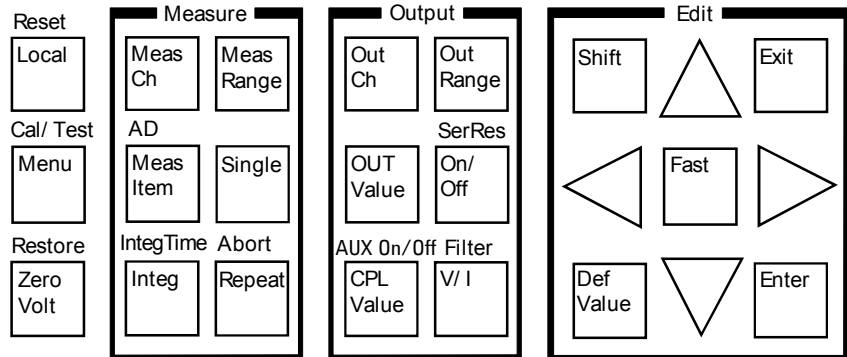 Measure
Output
Edit
Reset
Local
Meas
Ch
Meas
Range
Out
Ch
Out
Range
Shift
Exit
Cal/ Test
AD
SerRes
Menu
Meas
Item
Single
OUT
Value
On/
Off
Fast
Restore
IntegTime
Abort
AUX On/Off
Filter
Zero
Volt
Integ
Repeat
CPL
Value
V/ I
Def
Value
Enter